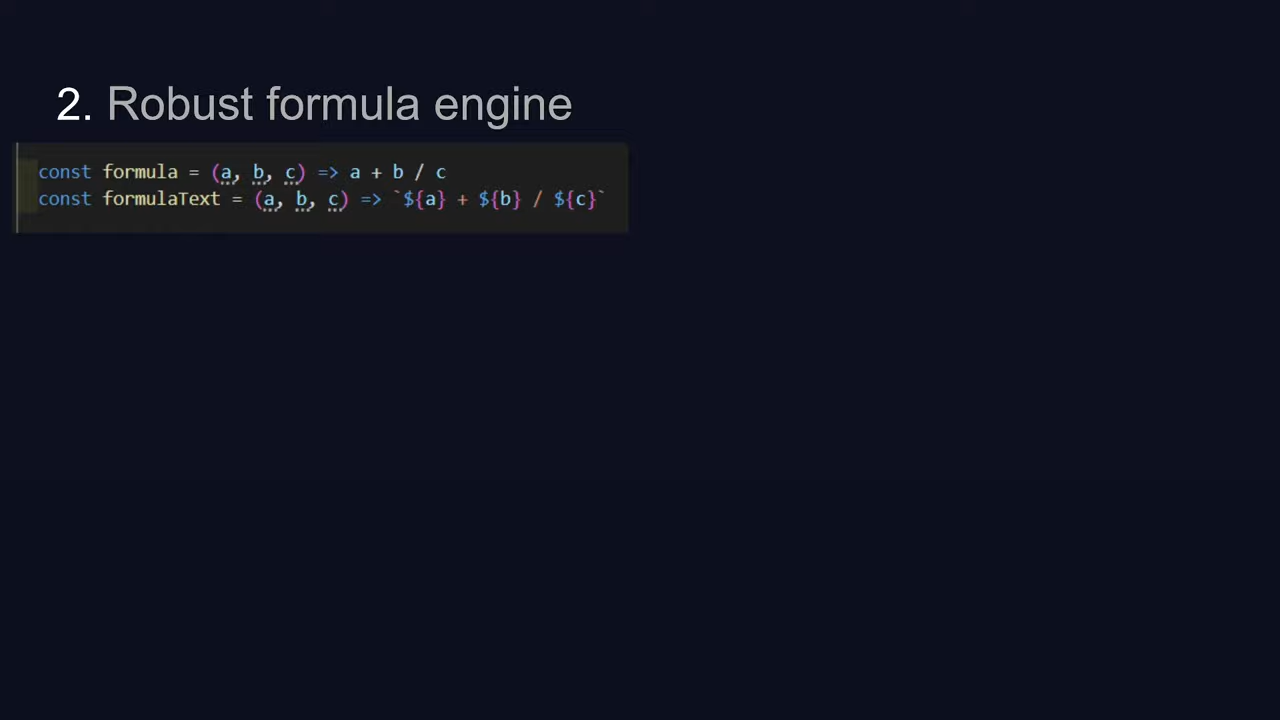 2. Robust formula engine
const formula = (a, b, c) => a + b / c
const formulaText = (a, b, c) => `${a} + ${b} / ${c}`